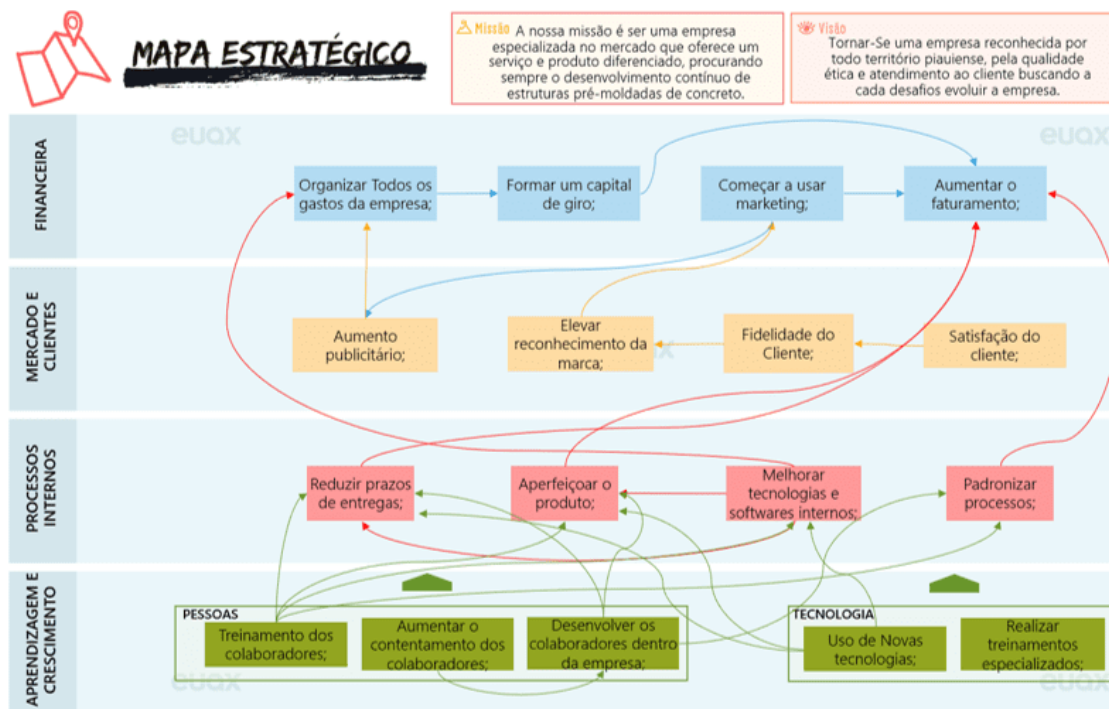 MAPA ESTRATÉGICO
Missão
A nossa missão é ser uma empresa
especializada no mercado que oferece um
serviço e produto diferenciado, procurando
sempre o desenvolvimento contínuo de
estruturas pré-moldadas de concreto.
Visão
Tornar-Se uma empresa reconhecida por
todo território piauiense, pela qualidade
ética e atendimento ao cliente buscando a
cada desafios evoluir a empresa.
euax
euax
FINANCEIRA
Organizar Todos os
gastos da empresa;
Formar um capital
de giro;
Começar a usar
marketing;
Aumentar o
faturamento;
MERCADO E
CLIENTES
Aumento
publicitário;
Elevar
reconhecimento da
marca;
Fidelidade do
Cliente;
Satisfação do
cliente;
euax
PROCESSOS
INTERNOS
Reduzir prazos
de entregas;
Aperfeiçoar o
produto;
Melhorar
tecnologias e
softwares internos;
Padronizar
processos;
APRENDIZAGEM E
CRESCIMENTO
PESSOAS
Treinamento dos
colaboradores;
Aumentar o
contentamento dos
colaboradores;
Desenvolver os
colaboradores dentro
da empresa;
TECNOLOGIA
Uso de Novas
tecnologias;
Realizar
treinamentos
especializados;
euax
euax